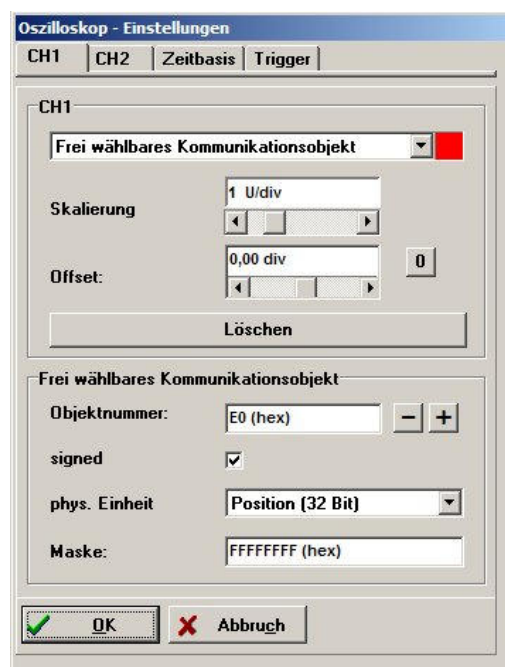 Oszilloskop - Einstellungen
CH1 CH2 Zeitbasis Trigger
CH1
Frei wählbares Kommunikationsobjekt
Skalierung
1 U/div
Offset:
0,00 div
0
Löschen
Frei wählbares Kommunikationsobjekt
Objektnummer:
E0 (hex)
- +
signed
phys. Einheit
Position (32 Bit)
Maske:
FFFFFFFF (hex)
OK Abbruch